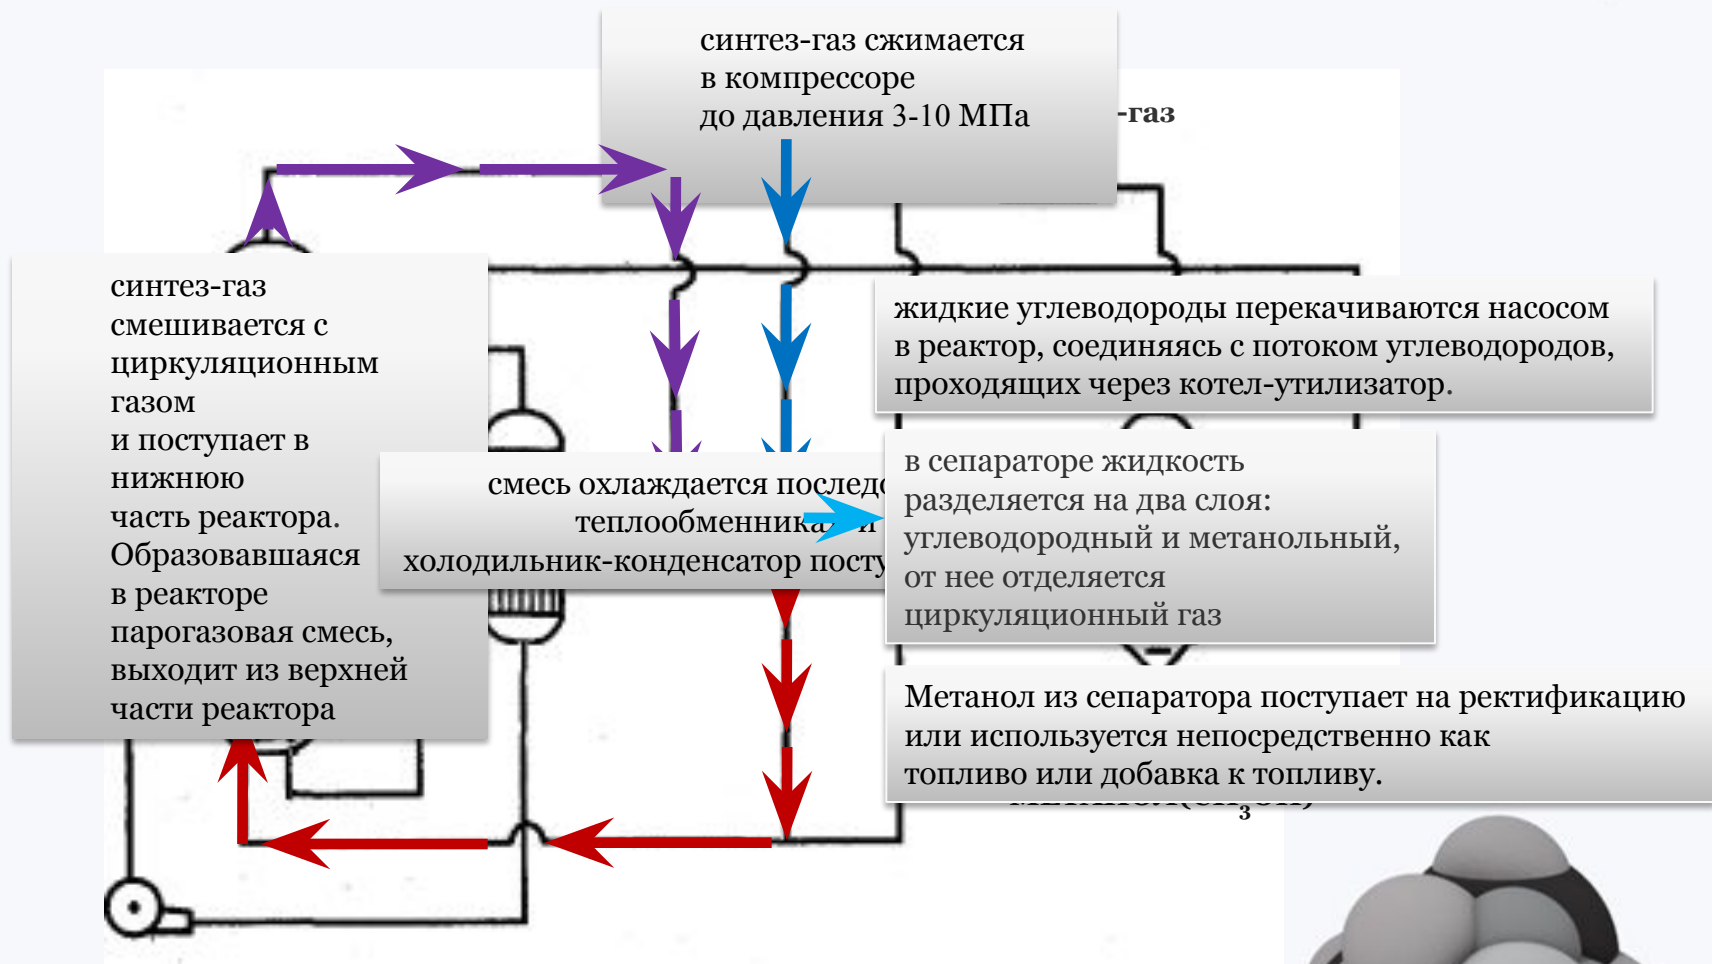 синтез-газ сжимается
в компрессоре
до давления 3-10 МПа
-газ
синтез-газ
смешивается с
циркуляционным
газом
и поступает в
нижнюю
часть реактора.
Образовавшаяся
в реакторе
парогазовая смесь,
выходит из верхней
части реактора
жидкие углеводороды перекачиваются насосом
в реактор, соединяясь с потоком углеводородов,
проходящих через котел-утилизатор.
смесь охлаждается
холодильник-конденсатор
в сепараторе жидкость
разделяется на два слоя:
углеводородный и метанольный,
от нее отделяется
циркуляционный газ
Метанол из сепаратора поступает на ректификацию
или используется непосредственно как
топливо или добавка к топливу.